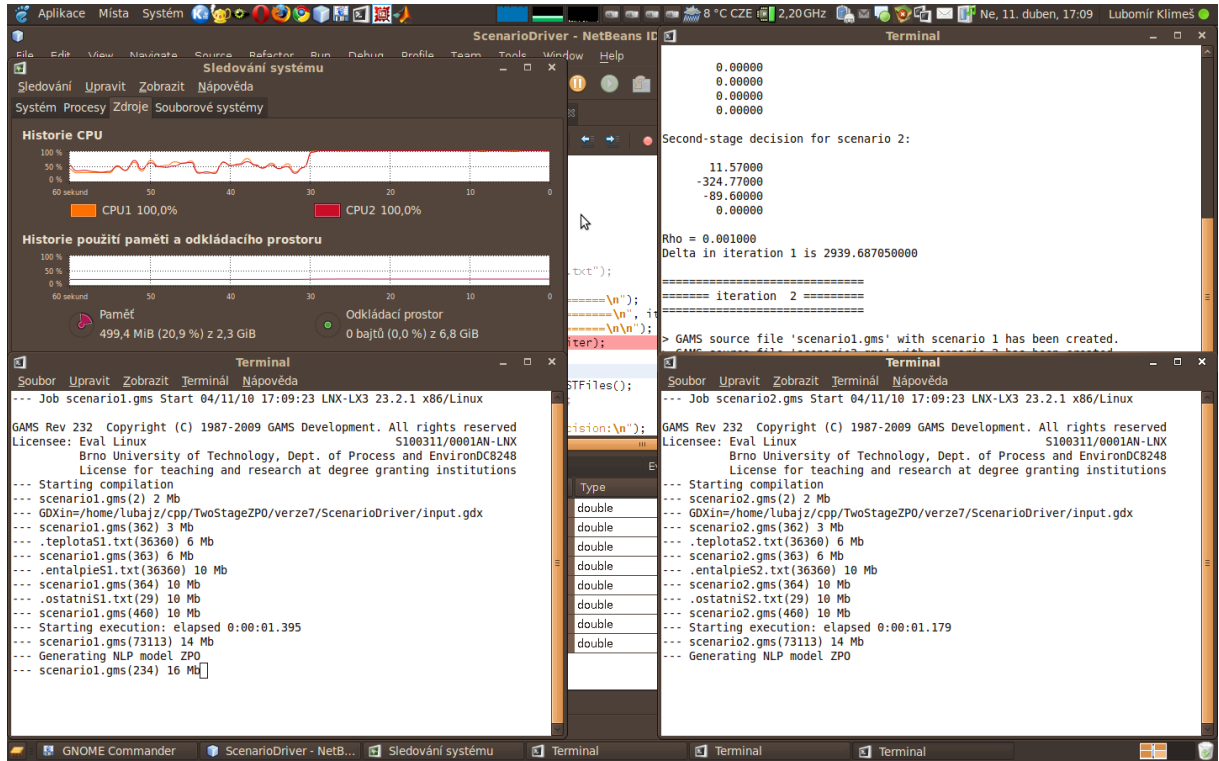 Aplikace Místa Systém
8 °C CZE 2,20 GHz Ne, 11. duben, 17:09 Lubomír Klimeš
ScenarioDriver - NetBeans ID
File Edit View Navigate Source Refactor Run Debug Profile Team Tools Window Help
Sledování systému
Sledování Upravit Zobrazit Nápověda
Systém Procesy Zdroje Souborové systémy
Historie CPU
100 %
50 %
0 %
60 sekund 50 40 30 20 10 0
CPU1 100,0%
CPU2 100,0%
Historie použití paměti a odkládacího prostoru
100 %
50 %
0 %
60 sekund 50 40 30 20 10 0
Paměť
499,4 MiB (20,9 %) z 2,3 GiB
Odkládací prostor
0 bajtů (0,0 %) z 6,8 GiB
.txt");
======\n");
=======\n", it
======\n\n");
iter);
STFiles();
;
cision:\n");
Type
double
double
double
double
double
double
double
double
Terminal
0.00000
0.00000
0.00000
0.00000
Second-stage decision for scenario 2:
11.57000
-324.77000
-89.60000
0.00000
Rho = 0.001000
Delta in iteration 1 is 2939.687050000
==============================
======= iteration  2 =========
==============================
> GAMS source file 'scenario1.gms' with scenario 1 has been created.
Terminal
Soubor Upravit Zobrazit Terminál Nápověda
--- Job scenario1.gms Start 04/11/10 17:09:23 LNX-LX3 23.2.1 x86/Linux
GAMS Rev 232  Copyright (C) 1987-2009 GAMS Development. All rights reserved
Licensee: Eval Linux S100311/0001AN-LNX
Brno University of Technology, Dept. of Process and EnvironDC8248
License for teaching and research at degree granting institutions
--- Starting compilation
--- scenario1.gms(2) 2 Mb
--- GDXin=/home/lubajz/cpp/TwoStageZPO/verze7/ScenarioDriver/input.gdx
--- scenario1.gms(362) 3 Mb
--- .teplotaS1.txt(36360) 6 Mb
--- scenario1.gms(363) 6 Mb
--- .entalpieS1.txt(36360) 10 Mb
--- scenario1.gms(364) 10 Mb
--- .ostatniS1.txt(29) 10 Mb
--- scenario1.gms(460) 10 Mb
--- Starting execution: elapsed 0:00:01.395
--- scenario1.gms(73113) 14 Mb
--- Generating NLP model ZPO
--- scenario1.gms(234) 16 Mb
Terminal
Soubor Upravit Zobrazit Terminál Nápověda
--- Job scenario2.gms Start 04/11/10 17:09:23 LNX-LX3 23.2.1 x86/Linux
GAMS Rev 232  Copyright (C) 1987-2009 GAMS Development. All rights reserved
Licensee: Eval Linux S100311/0001AN-LNX
Brno University of Technology, Dept. of Process and EnvironDC8248
License for teaching and research at degree granting institutions
--- Starting compilation
--- scenario2.gms(2) 2 Mb
--- GDXin=/home/lubajz/cpp/TwoStageZPO/verze7/ScenarioDriver/input.gdx
--- scenario2.gms(362) 3 Mb
--- .teplotaS2.txt(36360) 6 Mb
--- scenario2.gms(363) 6 Mb
--- .entalpieS2.txt(36360) 10 Mb
--- scenario2.gms(364) 10 Mb
--- .ostatniS2.txt(29) 10 Mb
--- scenario2.gms(460) 10 Mb
--- Starting execution: elapsed 0:00:01.179
--- scenario2.gms(73113) 14 Mb
--- Generating NLP model ZPO
GNOME Commander
ScenarioDriver - NetB...
Sledování systému
Terminal
Terminal
Terminal